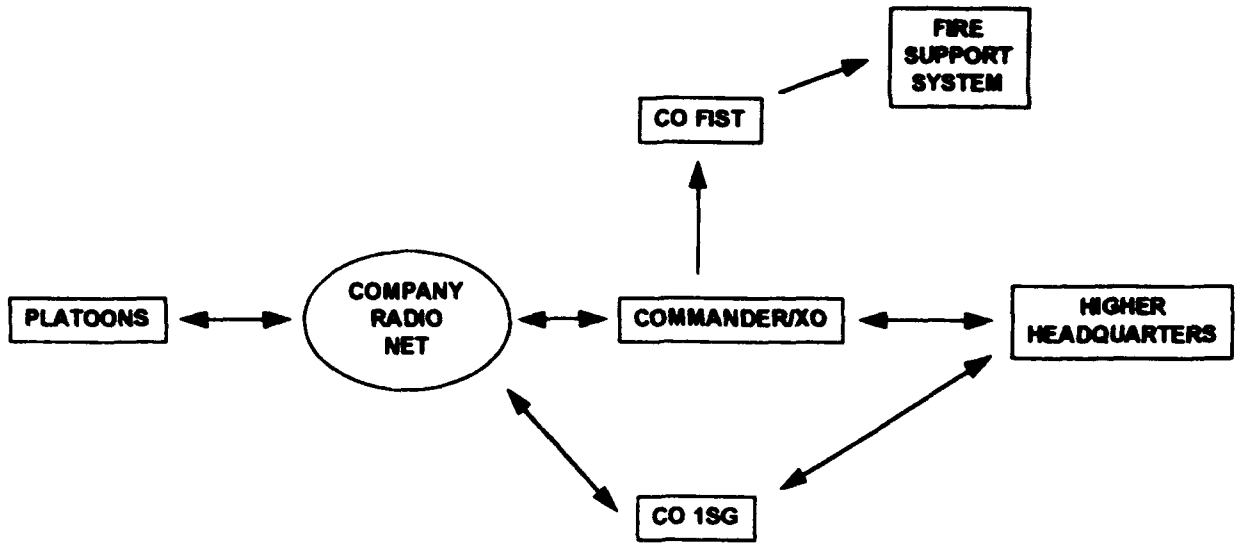 FIRE
SUPPORT
SYSTEM
CO FIST
COMPANY
RADIO
NET
PLATOONS
COMMANDER/XO
HIGHER
HEADQUARTERS
CO 1SG